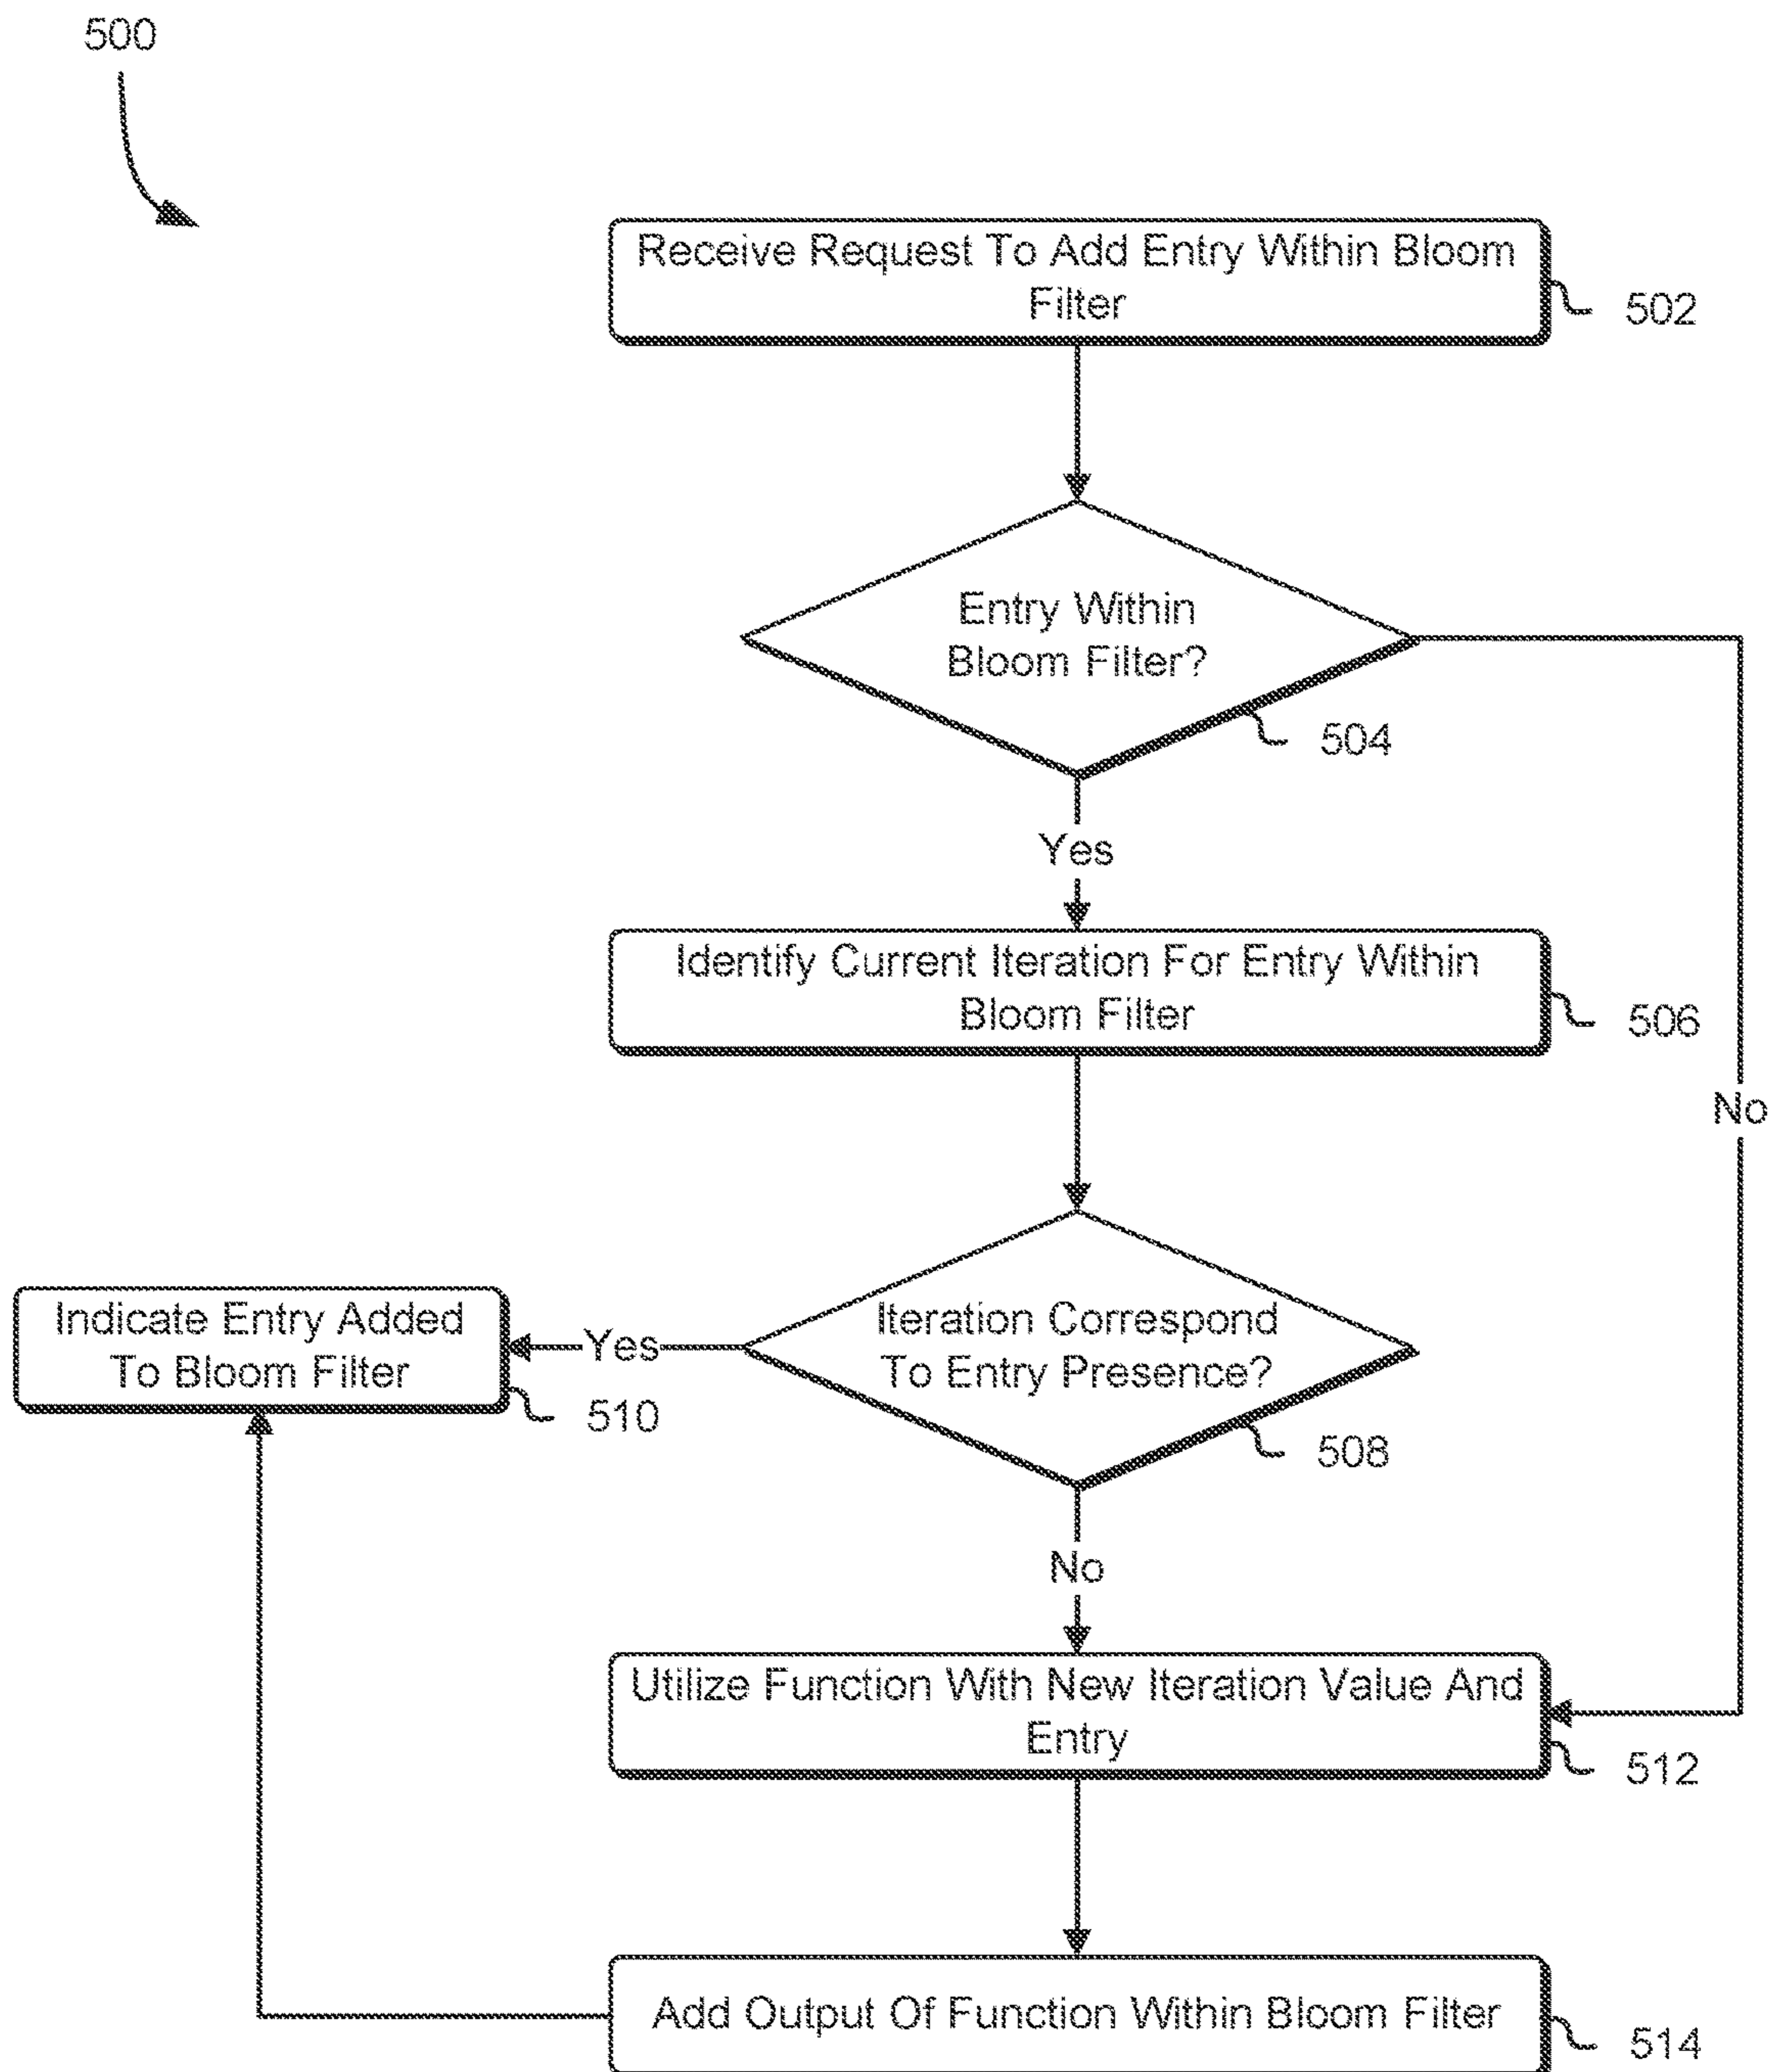 500
Receive Request To Add Entry Within Bloom
Filter
502
Entry Within
Bloom Filter?
504
Yes
Identify Current Iteration For Entry Within
Bloom Filter
506
No
Iteration Correspond
To Entry Presence?
508
Yes
Indicate Entry Added
To Bloom Filter
510
No
Utilize Function With New Iteration Value And
Entry
512
Add Output Of Function Within Bloom Filter
514